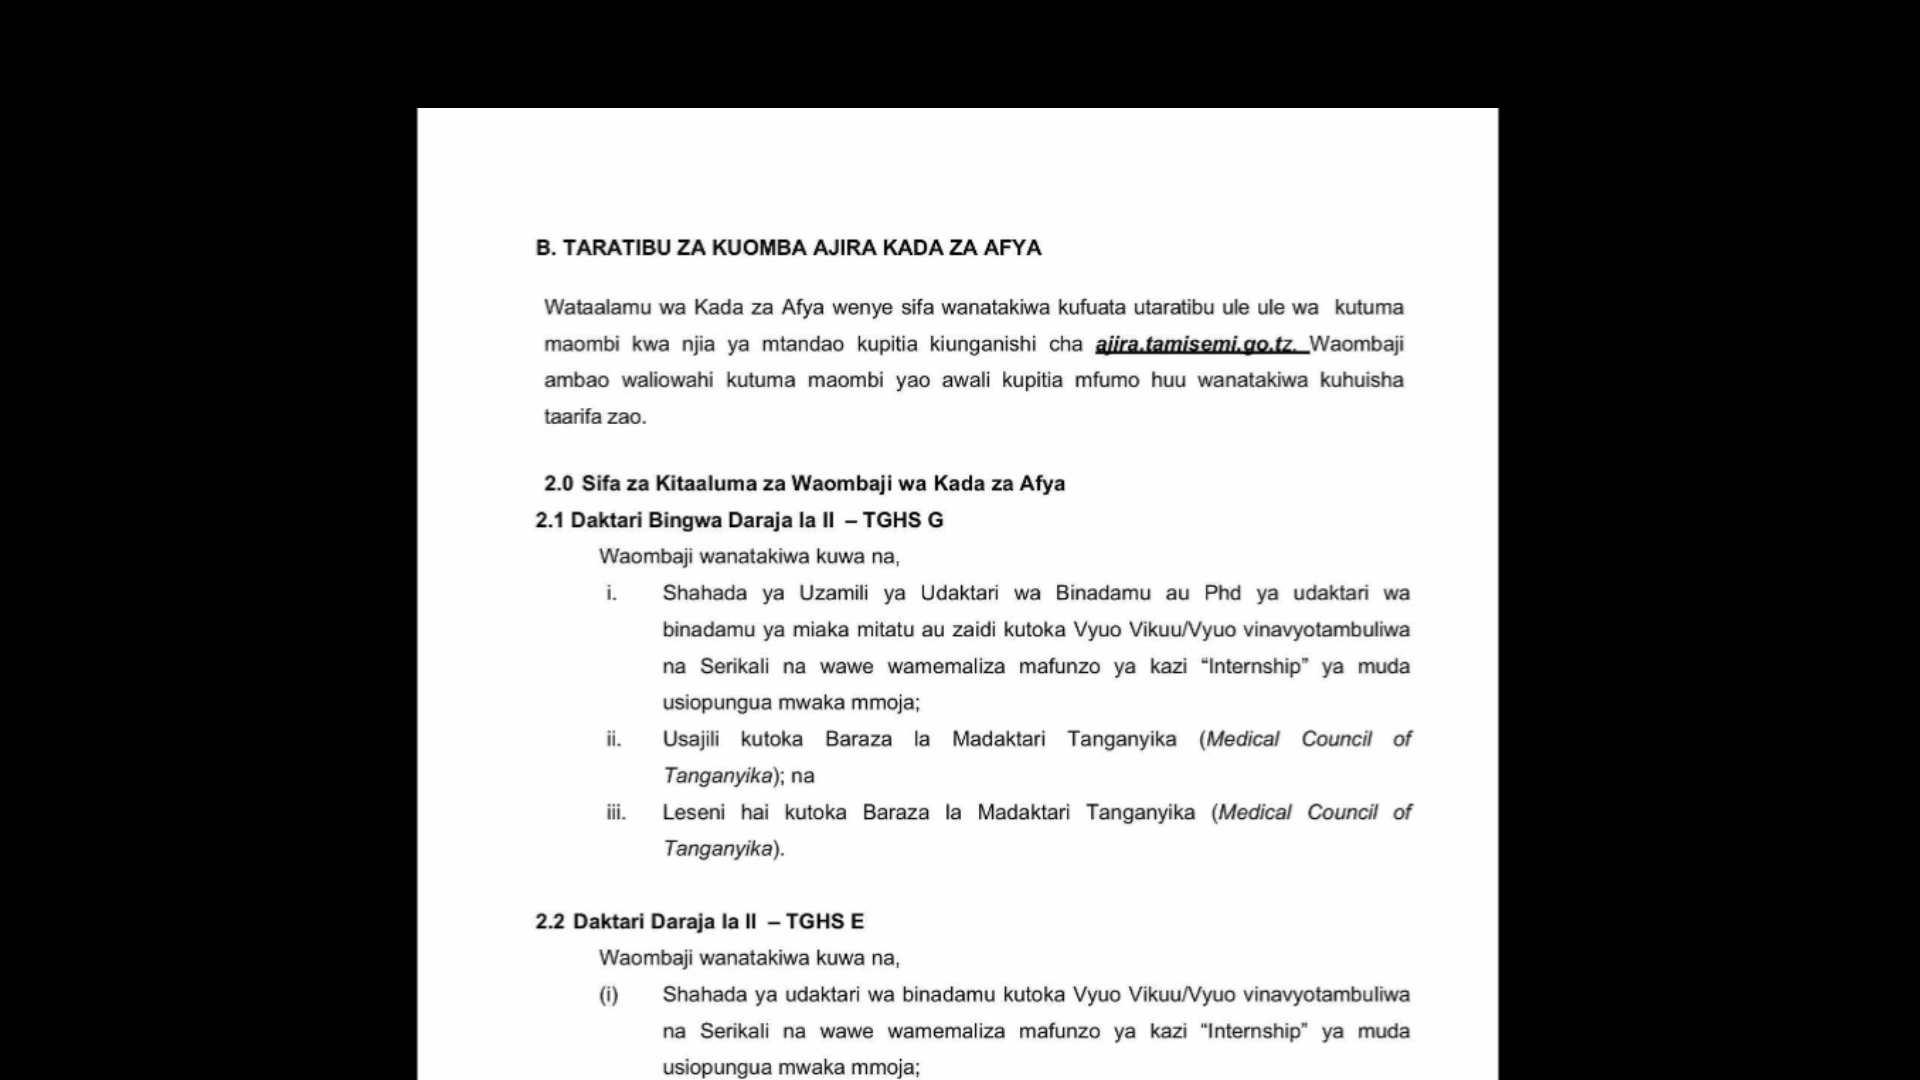 B. TARATIBU ZA KUOMBA AJIRA KADA ZA AFYA
Wataalamu wa Kada za Afya wenye sifa wanatakiwa kufuata utaratibu ule ule wa kutuma
maombi kwa njia ya mtandao kupitia kiunganishi cha ajira.tamisemi.go.tz. Waombaji
ambao waliowahi kutuma maombi yao awali kupitia mfumo huu wanatakiwa kuhuisha
taarifa zao.
2.0 Sifa za Kitaaluma za Waombaji wa Kada za Afya
2.1 Daktari Bingwa Daraja la II – TGHS G
Waombaji wanatakiwa kuwa na,
i. Shahada ya Uzamili ya Udaktari wa Binadamu au Phd ya udaktari wa
binadamu ya miaka mitatu au zaidi kutoka Vyuo Vikuu/Vyuo vinavyotambuliwa
na Serikali na wawe wamemaliza mafunzo ya kazi “Internship” ya muda
usiopungua mwaka mmoja;
ii. Usajili kutoka Baraza la Madaktari Tanganyika (Medical Council of
Tanganyika); na
iii. Leseni hai kutoka Baraza la Madaktari Tanganyika (Medical Council of
Tanganyika).
2.2 Daktari Daraja la II – TGHS E
Waombaji wanatakiwa kuwa na,
(i) Shahada ya udaktari wa binadamu kutoka Vyuo Vikuu/Vyuo vinavyotambuliwa
na Serikali na wawe wamemaliza mafunzo ya kazi “Internship” ya muda
usiopungua mwaka mmoja;